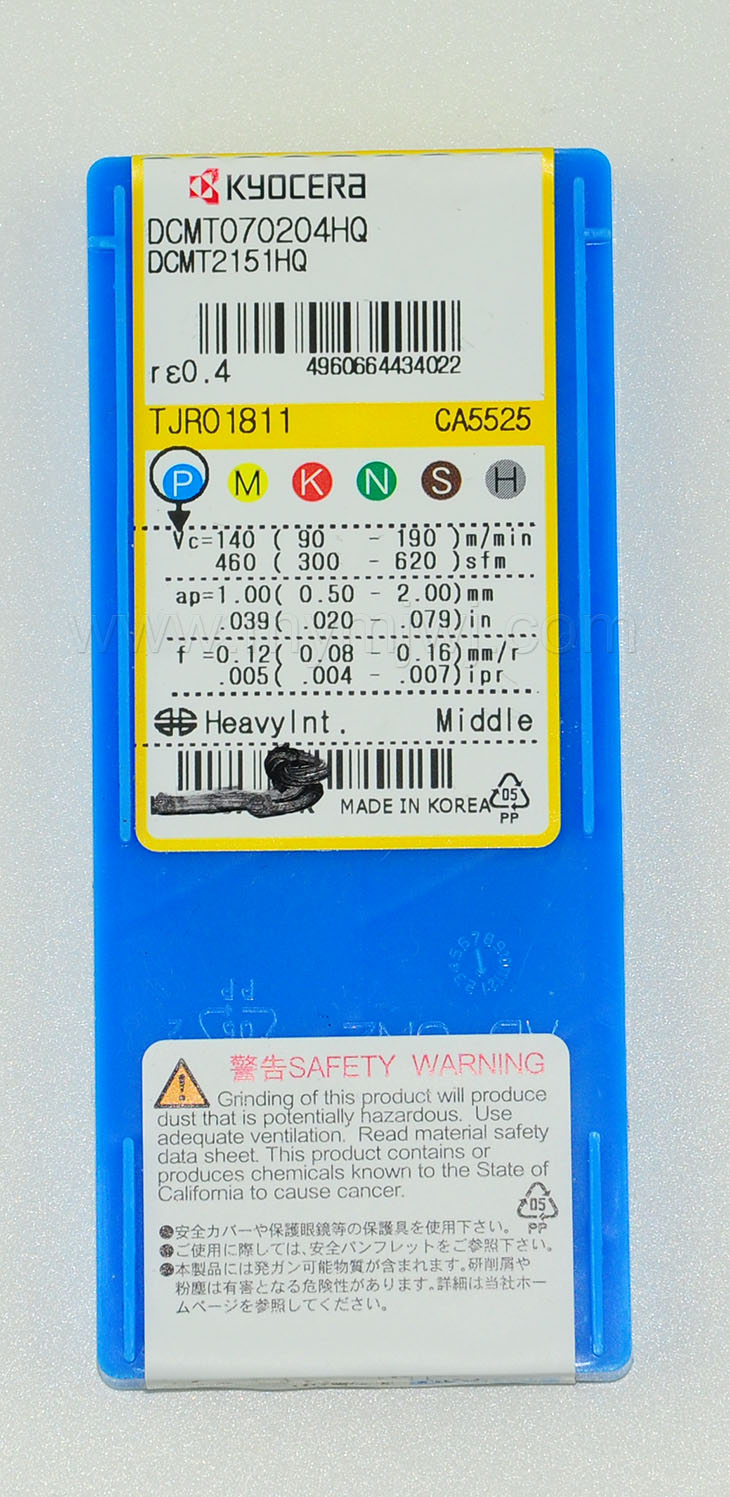 KYOCERA
DCMT070204HQ
DCMT2151HQ
rε0.4
4960664434022
TJR01811 CA5525
P M K N S H
Vc=140 ( 90 - 190 )m/min
460 ( 300 - 620 )sfm
ap=1.00( 0.50 - 2.00)mm
.039( .020 .079)in
f =0.12( 0.08 0.16)mm/r
.005( .004 - .007)ipr
HeavyInt. Middle
MADE IN KOREA
05
PP
PP
警告SAFETY WARNING
Grinding of this product will produce
dust that is potentially hazardous. Use
adequate ventilation. Read material safety
data sheet. This product contains or
produces chemicals known to the State of
California to cause cancer.
05
PP
●安全カバーや保護眼鏡等の保護具を使用下さい。
●ご使用に際しては、安全パンフレットをご参照下さい。
●本製品には発ガン可能物質が含まれます。研削屑や
粉塵は有害となる危険性があります。詳細は当社ホー
ムページを参照してください。